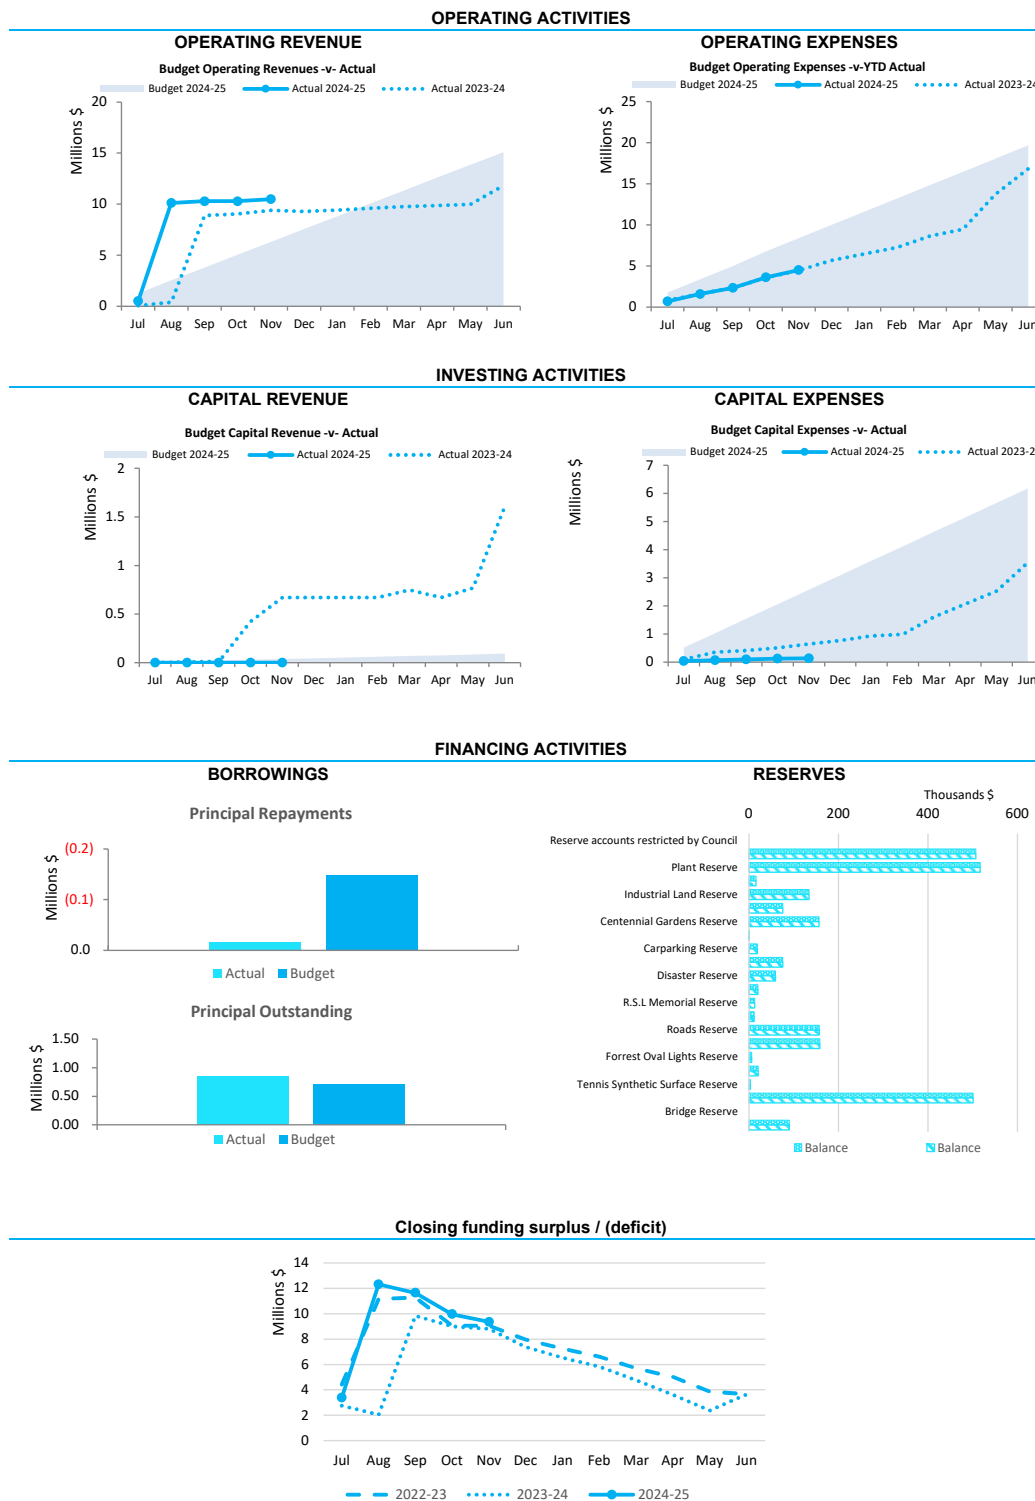 OPERATING ACTIVITIES
OPERATING REVENUE
Budget Operating Revenues -v- Actual
Budget 2024-25 Actual 2024-25 Actual 2023-24
Millions $
20
15
10
5
0
Jul Aug Sep Oct Nov Dec Jan Feb Mar Apr May Jun
OPERATING EXPENSES
Budget Operating Expenses -v-YTD Actual
Budget 2024-25 Actual 2024-25 Actual 2023-24
Millions $
25
20
15
10
5
0
Jul Aug Sep Oct Nov Dec Jan Feb Mar Apr May Jun
INVESTING ACTIVITIES
CAPITAL REVENUE
Budget Capital Revenue -v- Actual
Budget 2024-25 Actual 2024-25 Actual 2023-24
Millions $
2
1.5
1
0.5
0
Jul Aug Sep Oct Nov Dec Jan Feb Mar Apr May Jun
CAPITAL EXPENSES
Budget Capital Expenses -v- Actual
Budget 2024-25 Actual 2024-25 Actual 2023-2
Millions $
7
6
5
4
3
2
1
0
Jul Aug Sep Oct Nov Dec Jan Feb Mar Apr May Jun
FINANCING ACTIVITIES
BORROWINGS
Principal Repayments
Millions $
(0.2)
(0.1)
0.0
Actual Budget
Principal Outstanding
Millions $
1.50
1.00
0.50
0.00
Actual Budget
RESERVES
Thousands $
0 200 400 600
Reserve accounts restricted by Council
Plant Reserve
Industrial Land Reserve
Centennial Gardens Reserve
Carparking Reserve
Disaster Reserve
R.S.L Memorial Reserve
Roads Reserve
Forrest Oval Lights Reserve
Tennis Synthetic Surface Reserve
Bridge Reserve
Balance Balance
Closing funding surplus / (deficit)
Millions $
14
12
10
8
6
4
2
0
Jul Aug Sep Oct Nov Dec Jan Feb Mar Apr May Jun
2022-23 2023-24 2024-25